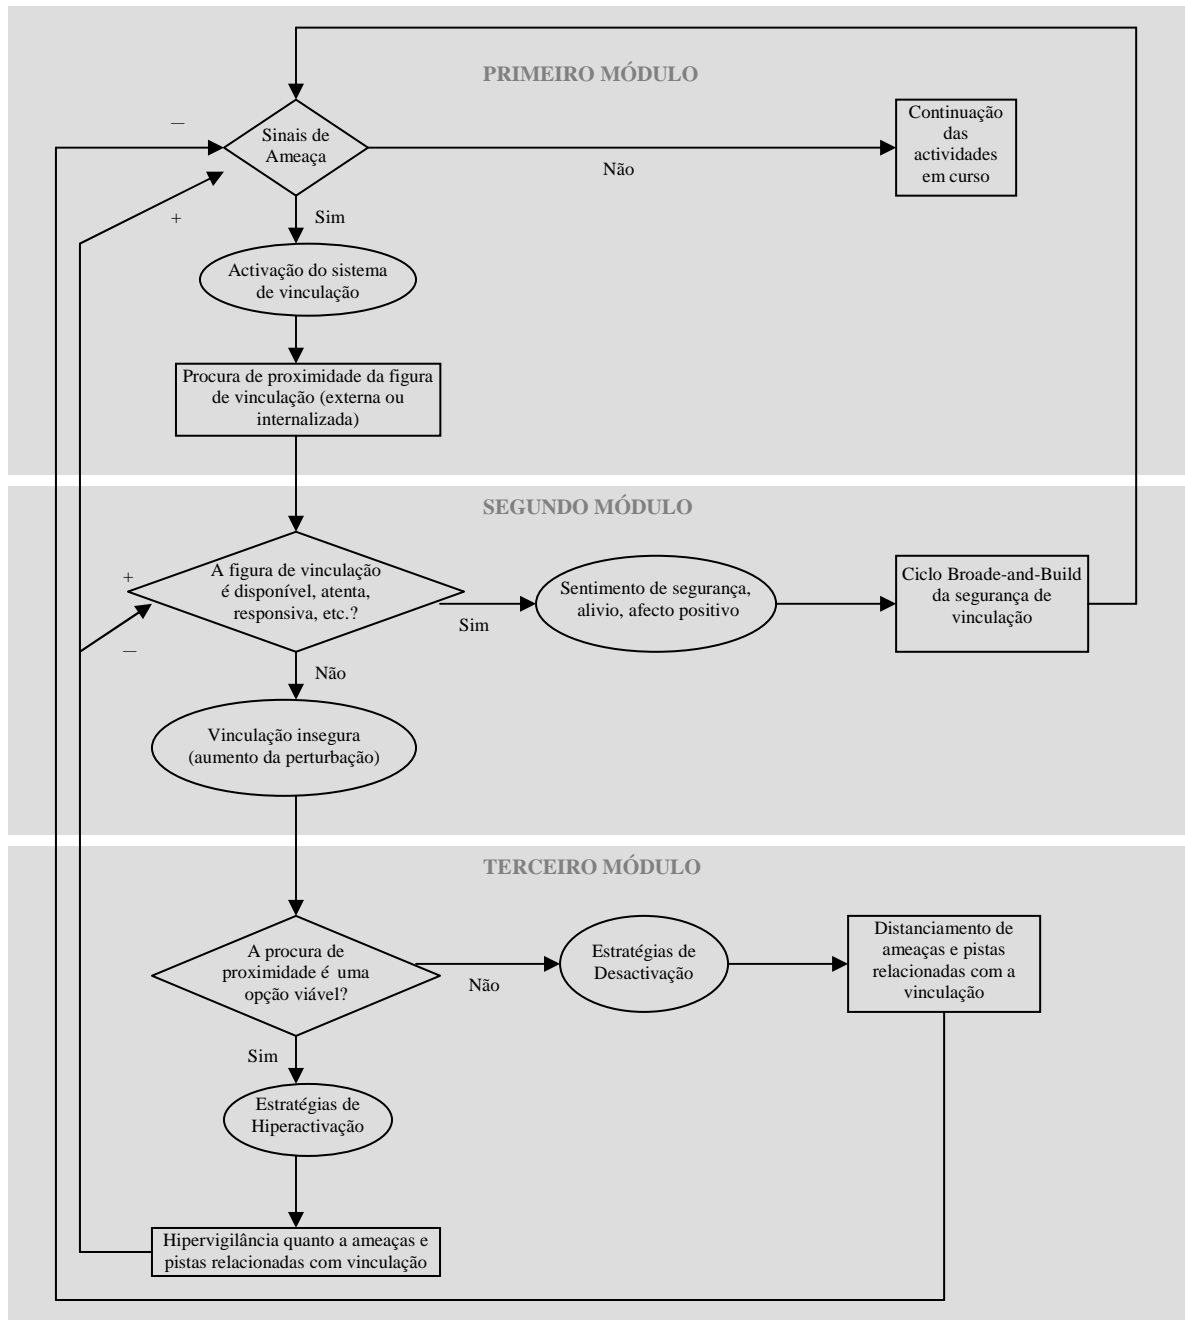 PRIMEIRO MÓDULO
Sinais de
Ameaça
Continuação
das
actividades
em curso
—
Não
+
Sim
Activação do sistema
de vinculação
Procura de proximidade da figura
de vinculação (externa ou
internalizada)
SEGUNDO MÓDULO
A figura de vinculação
é disponível, atenta,
responsiva, etc.?
+
—
Sim
Sentimento de segurança,
alivio, afecto positivo
Ciclo Broade-and-Build
da segurança de
vinculação
Não
Vinculação insegura
(aumento da perturbação)
TERCEIRO MÓDULO
A procura de
proximidade é uma
opção viável?
Não
Estratégias de
Desactivação
Distanciamento de
ameaças e pistas
relacionadas com a
vinculação
Sim
Estratégias de
Hiperactivação
Hipervigilância quanto a ameaças e
pistas relacionadas com vinculação